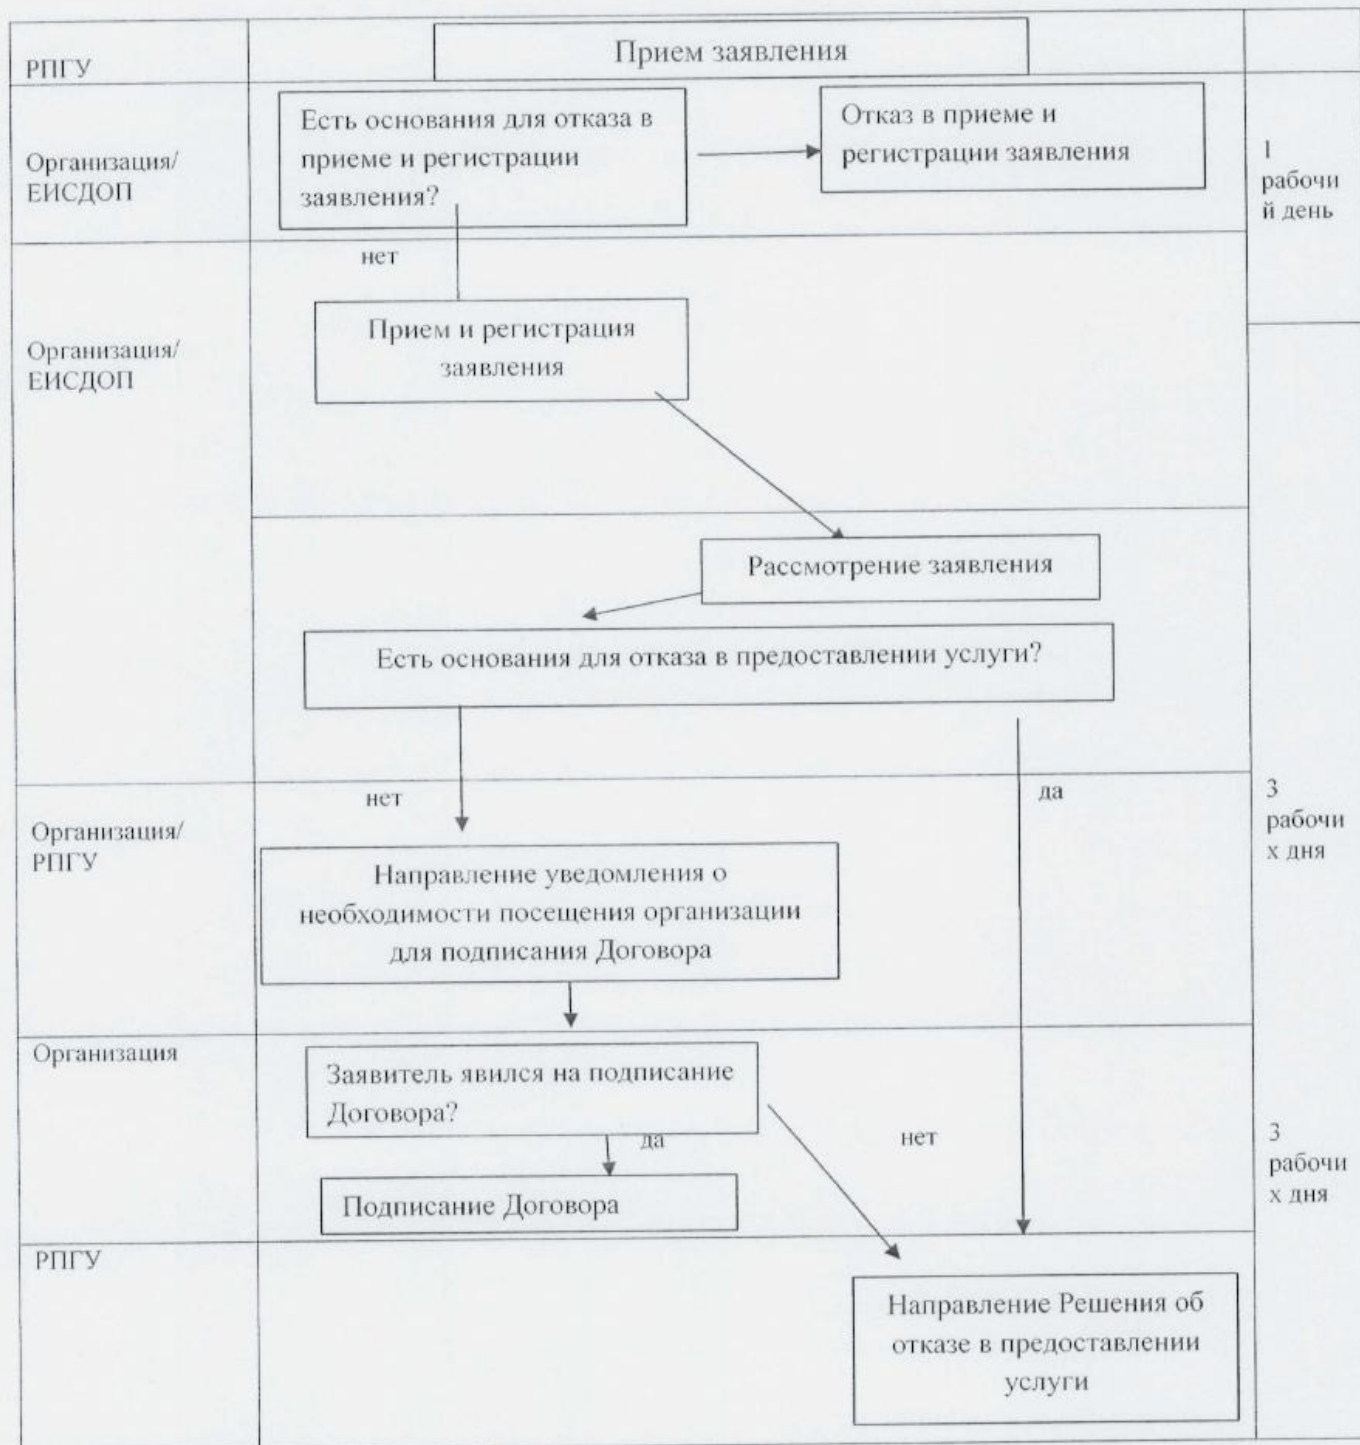 Прием заявления
РПГУ
Есть основания для отказа в
приеме и регистрации
заявления?
Отказ в приеме и
регистрации заявления
Организация/
ЕИСДОП
1
рабочи
й день
нет
Прием и регистрация
заявления
Организация/
ЕИСДОП
Рассмотрение заявления
Есть основания для отказа в предоставлении услуги?
нет
да
3
рабочи
х дня
Организация/
РПГУ
Направление уведомления о
необходимости посещения организации
для подписания Договора
Организация
Заявитель явился на подписание
Договора?
да
нет
3
рабочи
х дня
Подписание Договора
РПГУ
Направление Решения об
отказе в предоставлении
услуги